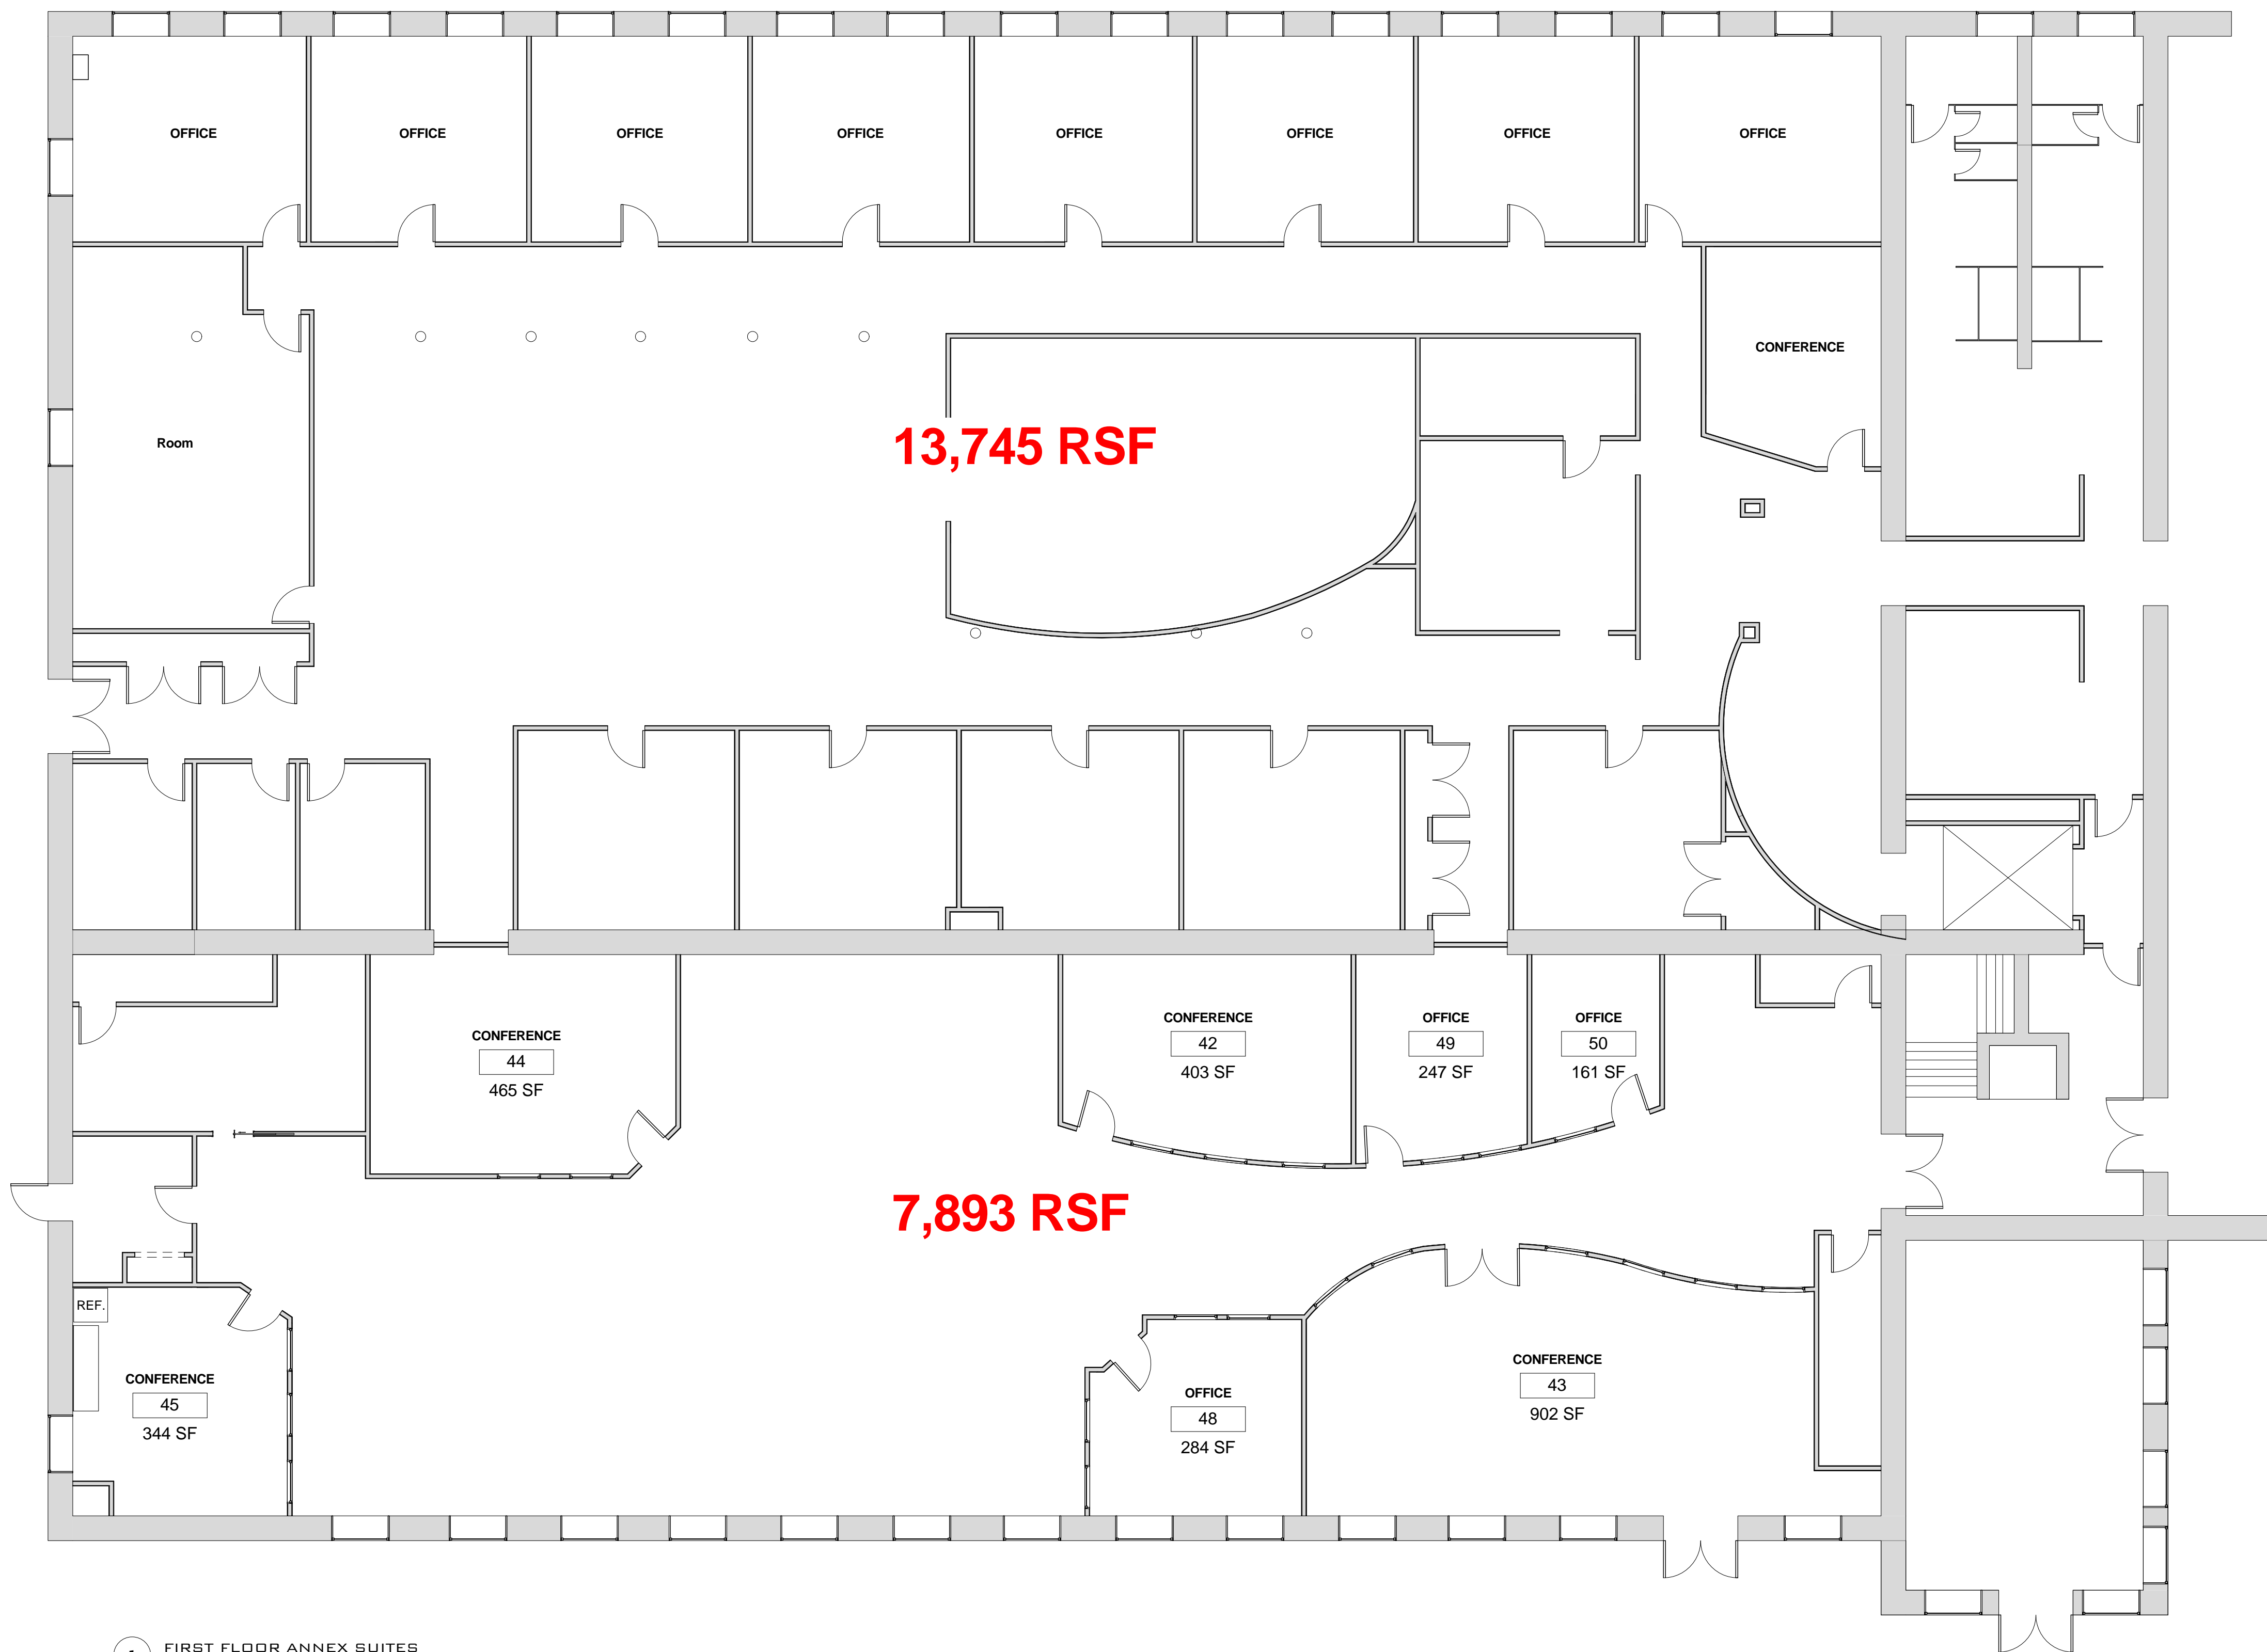 OFFICE OFFICE OFFICE OFFICE OFFICE OFFICE OFFICE OFFICE
CONFERENCE
Room
13,745 RSF
CONFERENCE
44
465 SF
CONFERENCE
42
403 SF
OFFICE
49
247 SF
OFFICE
50
161 SF
7,893 RSF
REF.
CONFERENCE
45
344 SF
OFFICE
48
284 SF
CONFERENCE
43
902 SF
FIRST FLOOR ANNEX SUITES